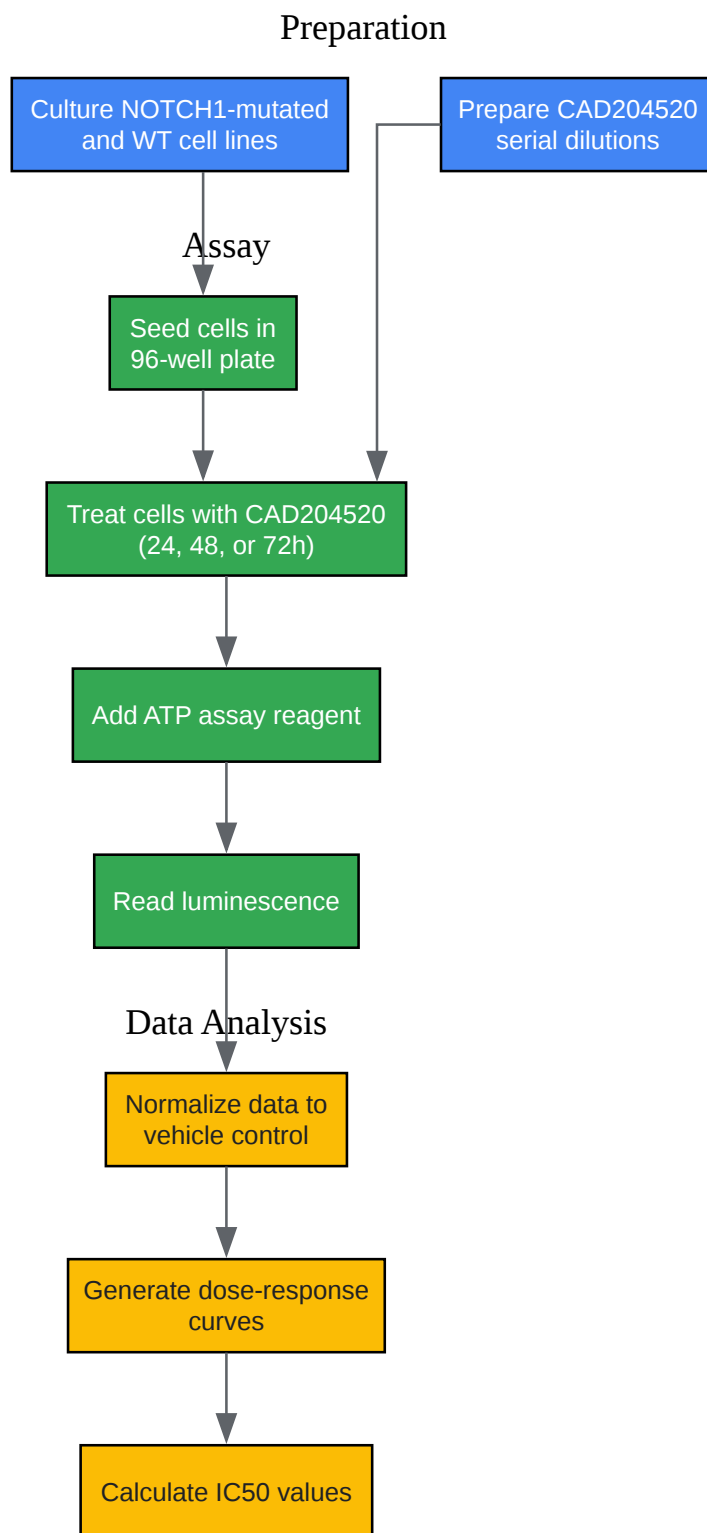 Preparation
Culture NOTCH1-mutated
and WT cell lines
Prepare CAD204520
serial dilutions
Assay
Seed cells in
96-well plate
Treat cells with CAD204520
(24, 48, or 72h)
Add ATP assay reagent
Read luminescence
Data Analysis
Normalize data to
vehicle control
Generate dose-response
curves
Calculate IC50 values